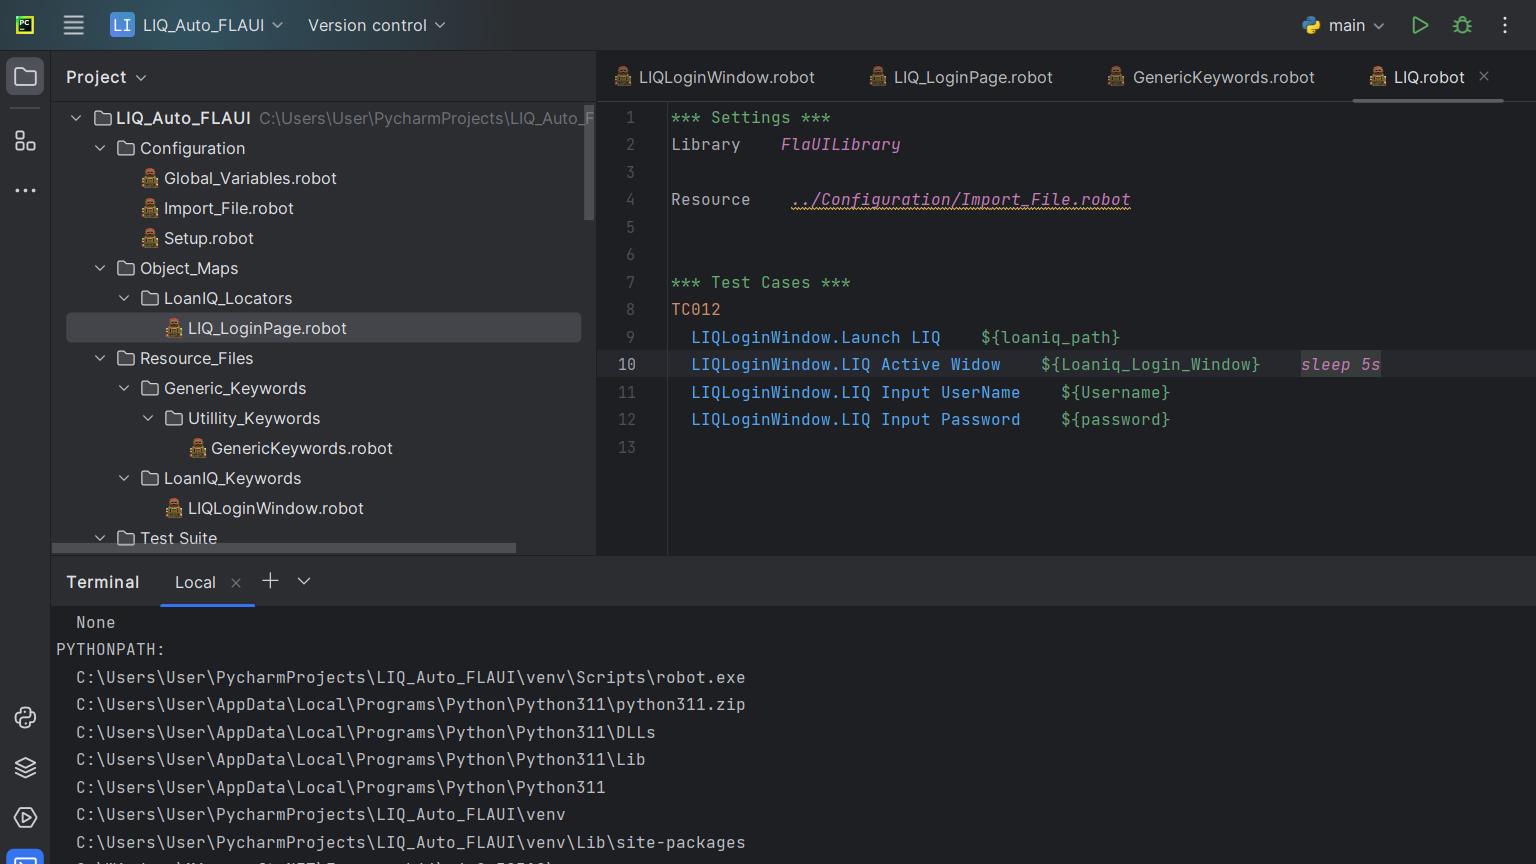 PC
LI LIQ_Auto_FLAUI Version control main
Project
LIQLoginWindow.robot LIQ_LoginPage.robot GenericKeywords.robot LIQ.robot
LIQ_Auto_FLAUI C:\Users\User\PycharmProjects\LIQ_Auto_F
Configuration
Global_Variables.robot
Import_File.robot
Setup.robot
Object_Maps
LoanIQ_Locators
LIQ_LoginPage.robot
Resource_Files
Generic_Keywords
Utillity_Keywords
GenericKeywords.robot
LoanIQ_Keywords
LIQLoginWindow.robot
Test Suite
1 *** Settings ***
2 Library FlaUILibrary
3
4 Resource ../Configuration/Import_File.robot
5
6
7 *** Test Cases ***
8 TC012
9 LIQLoginWindow.Launch LIQ ${loaniq_path}
10 LIQLoginWindow.LIQ Active Widow ${Loaniq_Login_Window} sleep 5s
11 LIQLoginWindow.LIQ Input UserName ${Username}
12 LIQLoginWindow.LIQ Input Password ${password}
13
Terminal Local
None
PYTHONPATH:
C:\Users\User\PycharmProjects\LIQ_Auto_FLAUI\venv\Scripts\robot.exe
C:\Users\User\AppData\Local\Programs\Python\Python311\python311.zip
C:\Users\User\AppData\Local\Programs\Python\Python311\DLLs
C:\Users\User\AppData\Local\Programs\Python\Python311\Lib
C:\Users\User\AppData\Local\Programs\Python\Python311
C:\Users\User\PycharmProjects\LIQ_Auto_FLAUI\venv
C:\Users\User\PycharmProjects\LIQ_Auto_FLAUI\venv\Lib\site-packages